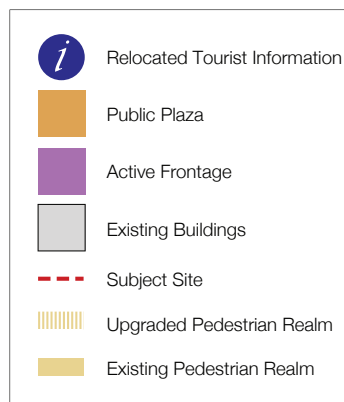 i
Relocated Tourist Information
Public Plaza
Active Frontage
Existing Buildings
Subject Site
Upgraded Pedestrian Realm
Existing Pedestrian Realm